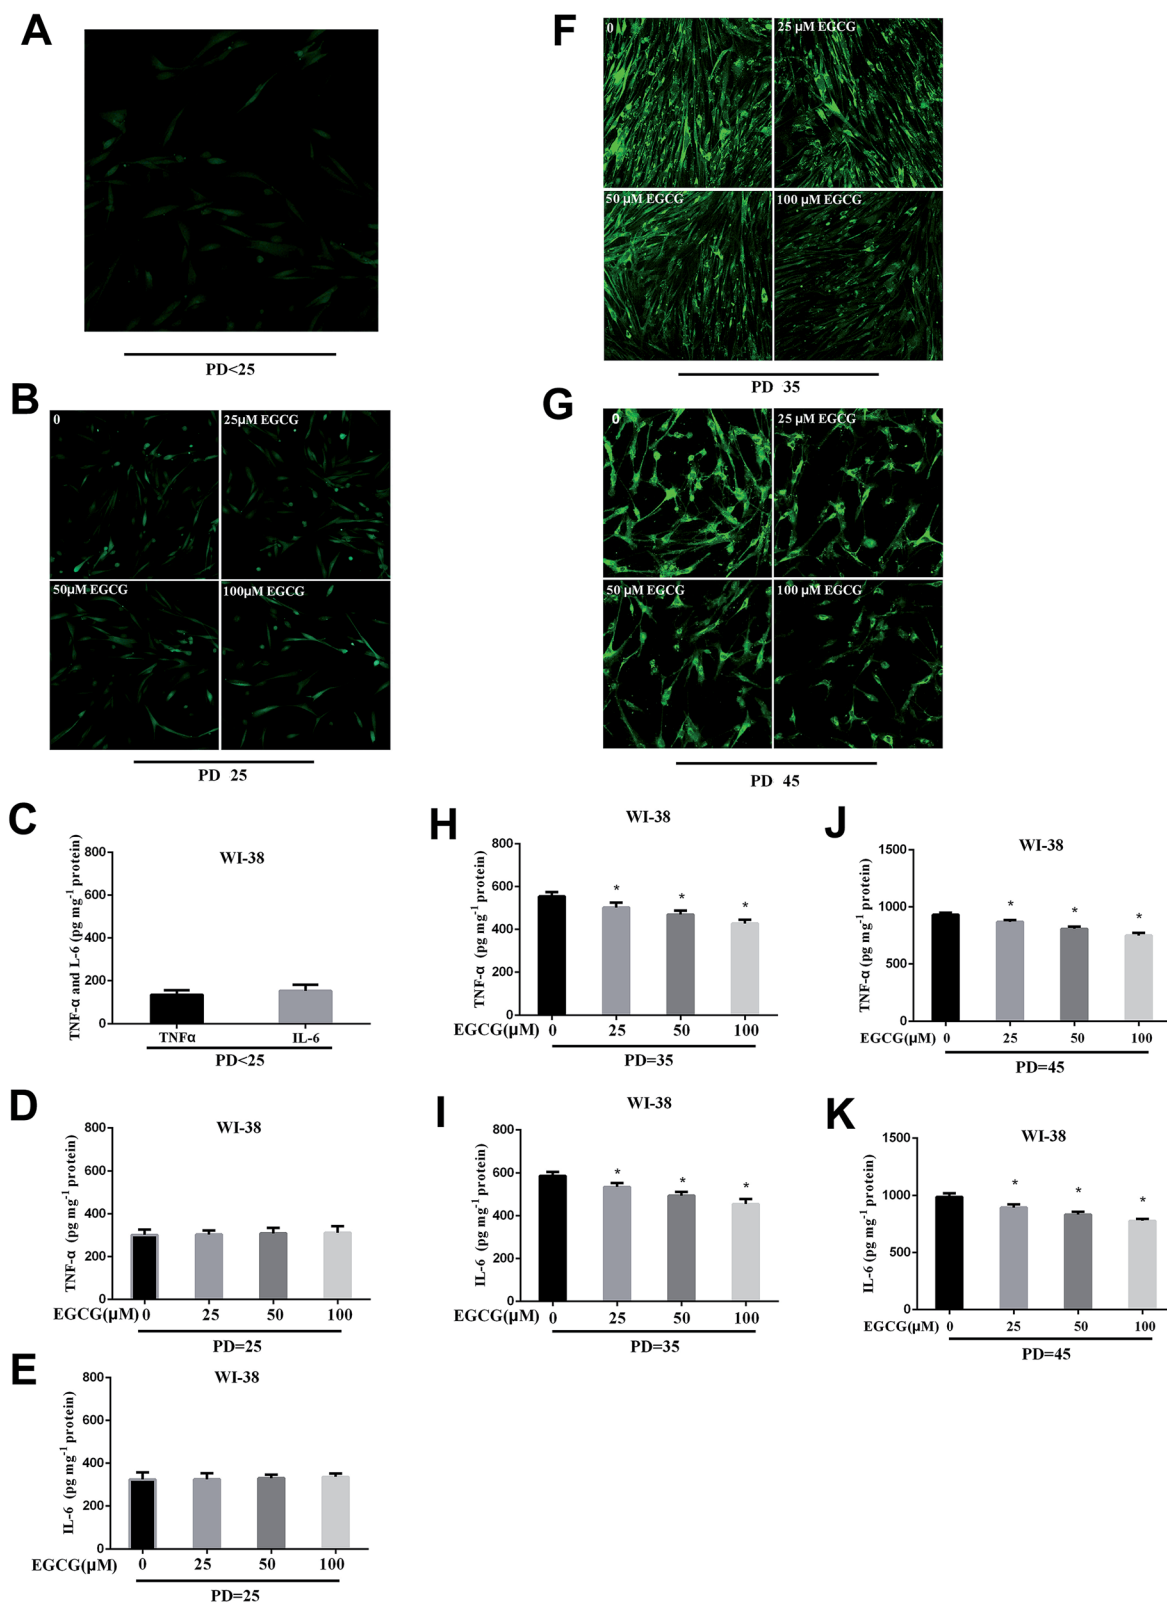 A
PD<25
B
0
25μM EGCG
50μM EGCG
100μM EGCG
PD 25
C
WI-38
TNF-α and L-6 (pg mg-1 protein)
800
600
400
200
0
TNFα
IL-6
PD<25
D
WI-38
TNF-α (pg mg-1 protein)
800
600
400
200
0
EGCG(μM)
0
25
50
100
PD=25
E
WI-38
IL-6 (pg mg-1 protein)
800
600
400
200
0
EGCG(μM)
0
25
50
100
PD=25
F
0
25 μM EGCG
50 μM EGCG
100 μM EGCG
PD 35
G
0
25 μM EGCG
50 μM EGCG
100 μM EGCG
PD 45
H
WI-38
TNF-α (pg mg-1 protein)
800
600
400
200
0
* * *
EGCG(μM)
0
25
50
100
PD=35
I
WI-38
IL-6 (pg mg-1 protein)
800
600
400
200
0
* * *
EGCG(μM)
0
25
50
100
PD=35
J
WI-38
TNF-α (pg mg-1 protein)
1500
1000
500
0
* * *
EGCG(μM)
0
25
50
100
PD=45
K
WI-38
IL-6 (pg mg-1 protein)
1500
1000
500
0
* * *
EGCG(μM)
0
25
50
100
PD=45